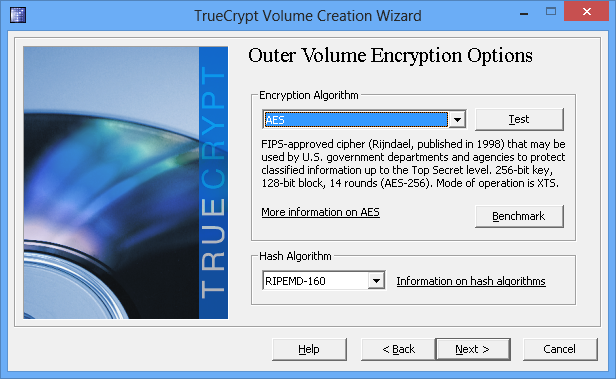 TrueCrypt Volume Creation Wizard
TRUECRYPT
Outer Volume Encryption Options
Encryption Algorithm
AES
Test
FIPS-approved cipher (Rijndael, published in 1998) that may be
used by U.S. government departments and agencies to protect
classified information up to the Top Secret level. 256-bit key,
128-bit block, 14 rounds (AES-256). Mode of operation is XTS.
More information on AES
Benchmark
Hash Algorithm
RIPEMD-160
Information on hash algorithms
Help
< Back
Next >
Cancel